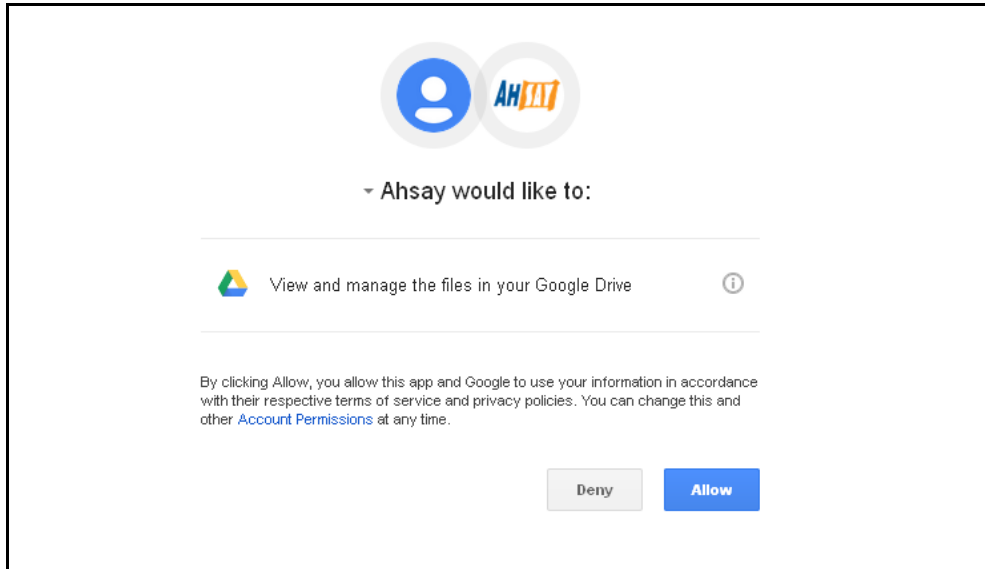 AHSAY
Ahsay would like to:
View and manage the files in your Google Drive
By clicking Allow, you allow this app and Google to use your information in accordance
with their respective terms of service and privacy policies. You can change this and
other Account Permissions at any time.
Deny
Allow